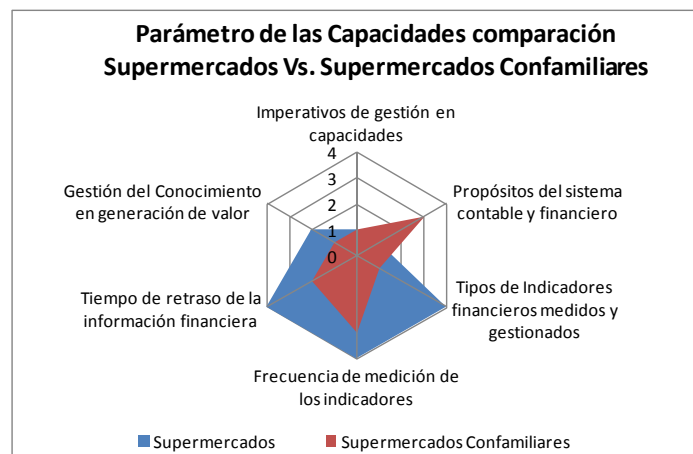 Parámetro de las Capacidades comparación
Supermercados Vs. Supermercados Confamiliares
Imperativos de gestión en
capacidades
Propósitos del sistema
contable y financiero
Tipos de Indicadores
financieros medidos y
gestionados
Frecuencia de medición de
los indicadores
Tiempo de retraso de la
información financiera
Gestión del Conocimiento
en generación de valor
4
3
2
1
0
Supermercados
Supermercados Confamiliares